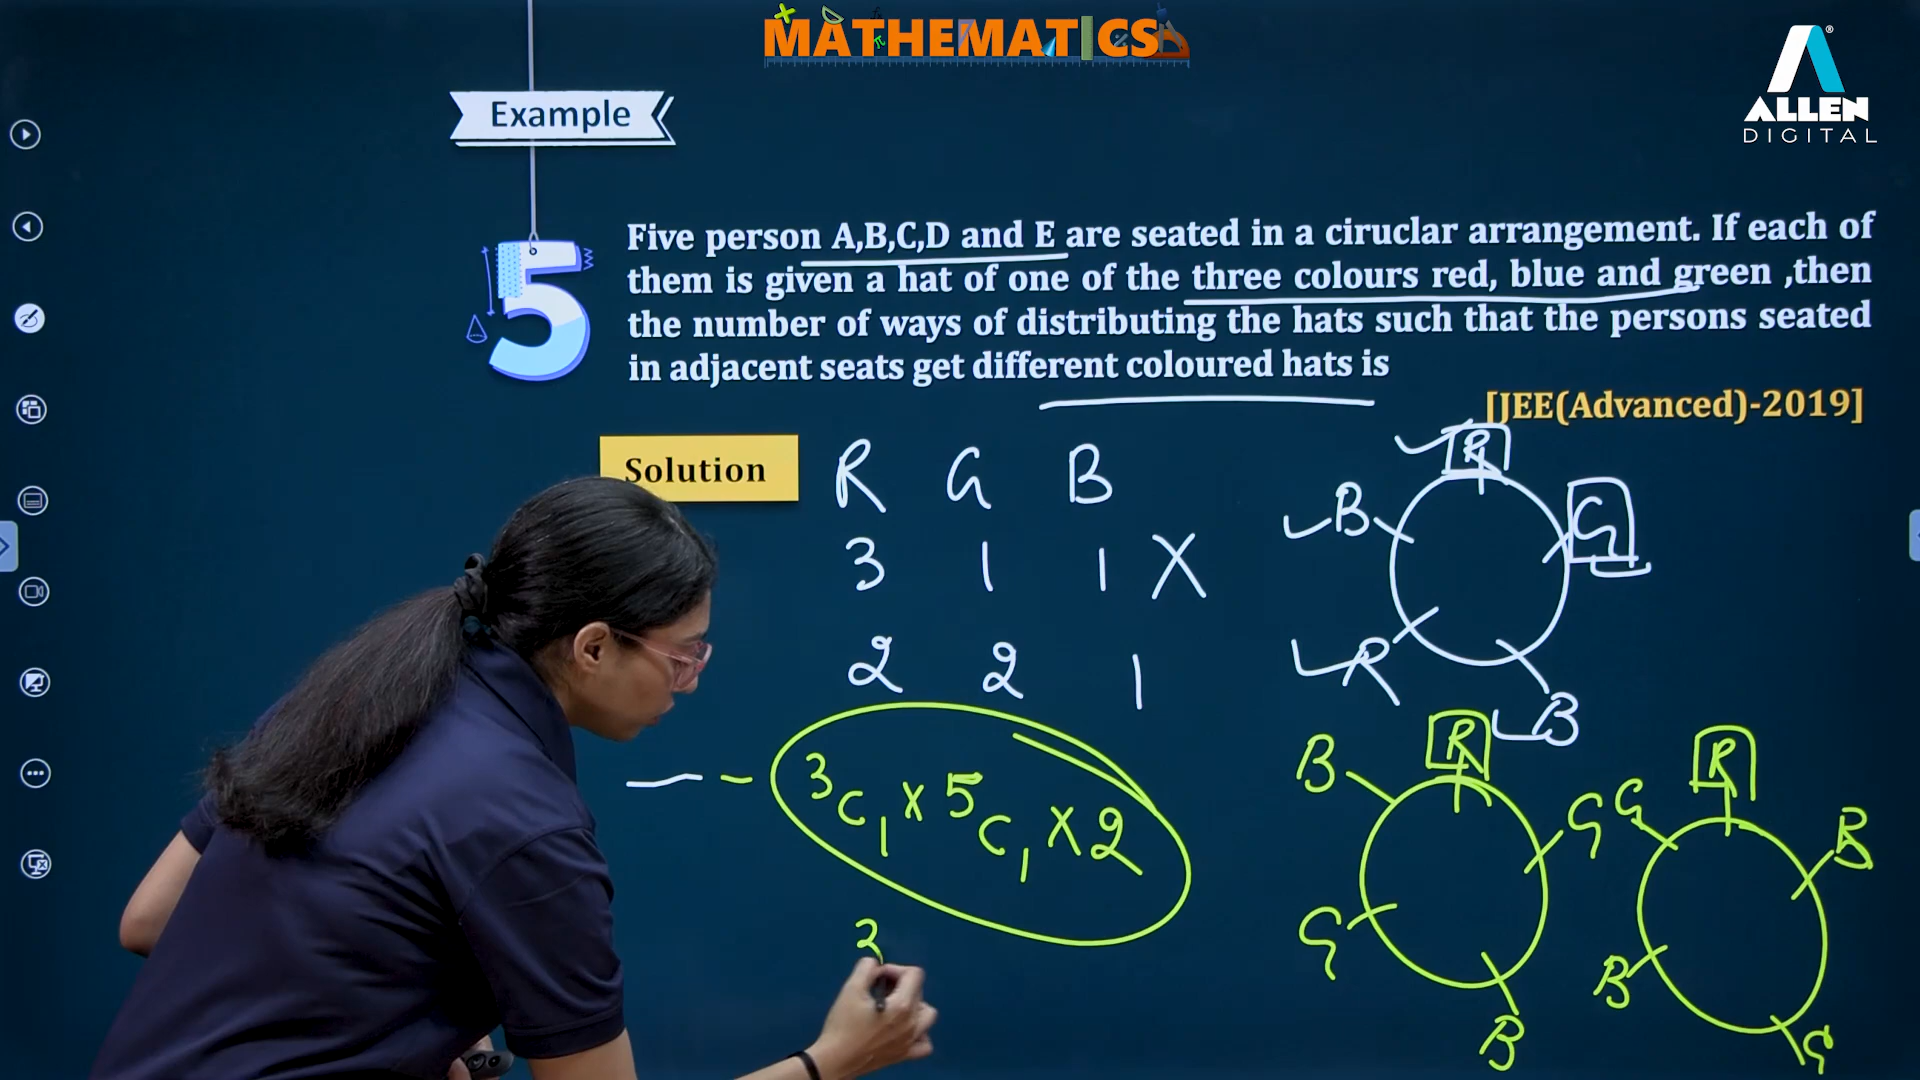 MATHEMATICS
ALLEN
DIGITAL
Example
5
Five person A,B,C,D and E are seated in a ciruclar arrangement. If each of
them is given a hat of one of the three colours red, blue and green ,then
the number of ways of distributing the hats such that the persons seated
in adjacent seats get different coloured hats is
[JEE(Advanced)-2019]
Solution
R G B
3 1 1 X
2 2 1
— - ³C₁ × ⁵C₁ × 2
3
R
B G
R
B
R
B G
G
B
R
G B
B
G